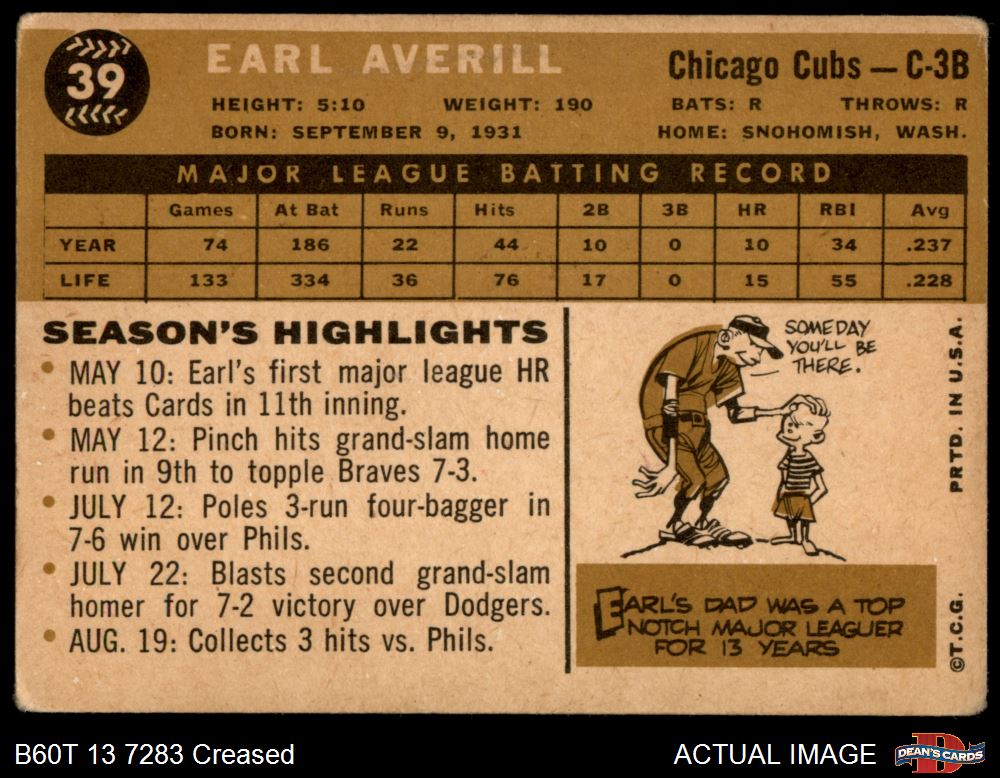 39
EARL AVERILL
Chicago Cubs — C-3B
HEIGHT: 5:10 WEIGHT: 190 BATS: R THROWS: R
BORN: SEPTEMBER 9, 1931 HOME: SNOHOMISH, WASH.
MAJOR LEAGUE BATTING RECORD
Games At Bat Runs Hits 2B 3B HR RBI Avg
YEAR 74 186 22 44 10 0 10 34 .237
LIFE 133 334 36 76 17 0 15 55 .228
SEASON'S HIGHLIGHTS
• MAY 10: Earl's first major league HR
beats Cards in 11th inning.
• MAY 12: Pinch hits grand-slam home
run in 9th to topple Braves 7-3.
• JULY 12: Poles 3-run four-bagger in
7-6 win over Phils.
• JULY 22: Blasts second grand-slam
homer for 7-2 victory over Dodgers.
• AUG. 19: Collects 3 hits vs. Phils.
SOMEDAY
YOU'LL BE
THERE.
EARL'S DAD WAS A TOP
NOTCH MAJOR LEAGUER
FOR 13 YEARS
©T.C.G. PRTD. IN U.S.A.
B60T 13 7283 Creased
ACTUAL IMAGE
DEAN'S CARDS